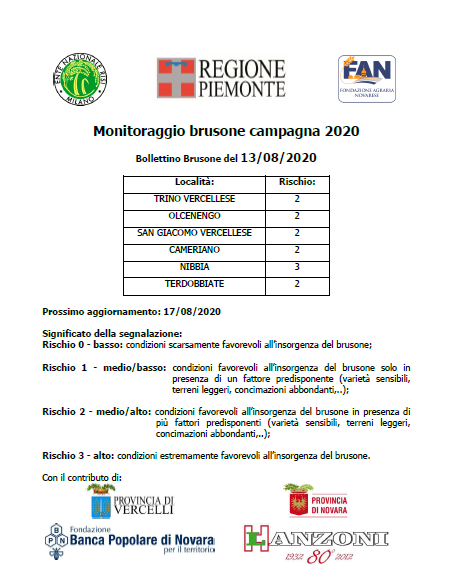 ENTE NAZIONALE RISI
MILANO
REGIONE
PIEMONTE
FAN
FONDAZIONE AGRARIA
NOVARESE
Monitoraggio brusone campagna 2020
Bollettino Brusone del 13/08/2020
Località: Rischio:
TRINO VERCELLESE 2
OLCENENGO 2
SAN GIACOMO VERCELLESE 2
CAMERIANO 2
NIBBIA 3
TERDOBBIATE 2
Prossimo aggiornamento: 17/08/2020
Significato della segnalazione:
Rischio 0 - basso: condizioni scarsamente favorevoli all'insorgenza del brusone;
Rischio 1 - medio/basso: condizioni favorevoli all'insorgenza del brusone solo in
presenza di un fattore predisponente (varietà sensibili,
terreni leggeri, concimazioni abbondanti,..);
Rischio 2 - medio/alto: condizioni favorevoli all'insorgenza del brusone in presenza di
più fattori predisponenti (varietà sensibili, terreni leggeri,
concimazioni abbondanti,..);
Rischio 3 - alto: condizioni estremamente favorevoli all'insorgenza del brusone.
Con il contributo di:
PROVINCIA DI
VERCELLI
PROVINCIA
DI NOVARA
Fondazione
BPN Banca Popolare di Novara
per il territorio
HANZONI
1932 80° 2012